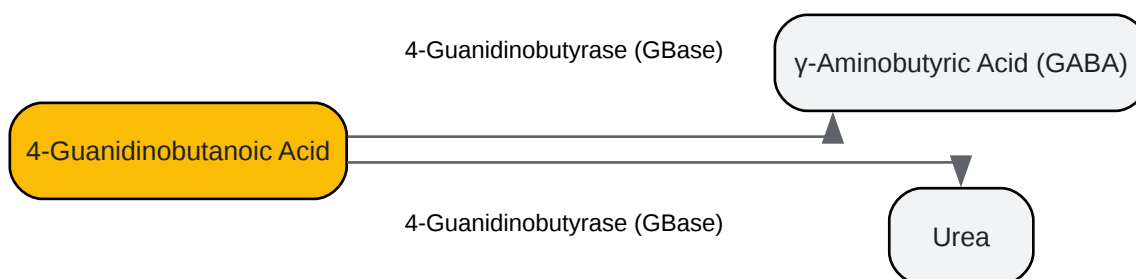 4-Guanidinobutyrase (GBase)
γ-Aminobutyric Acid (GABA)
4-Guanidinobutanoic Acid
4-Guanidinobutyrase (GBase)
Urea